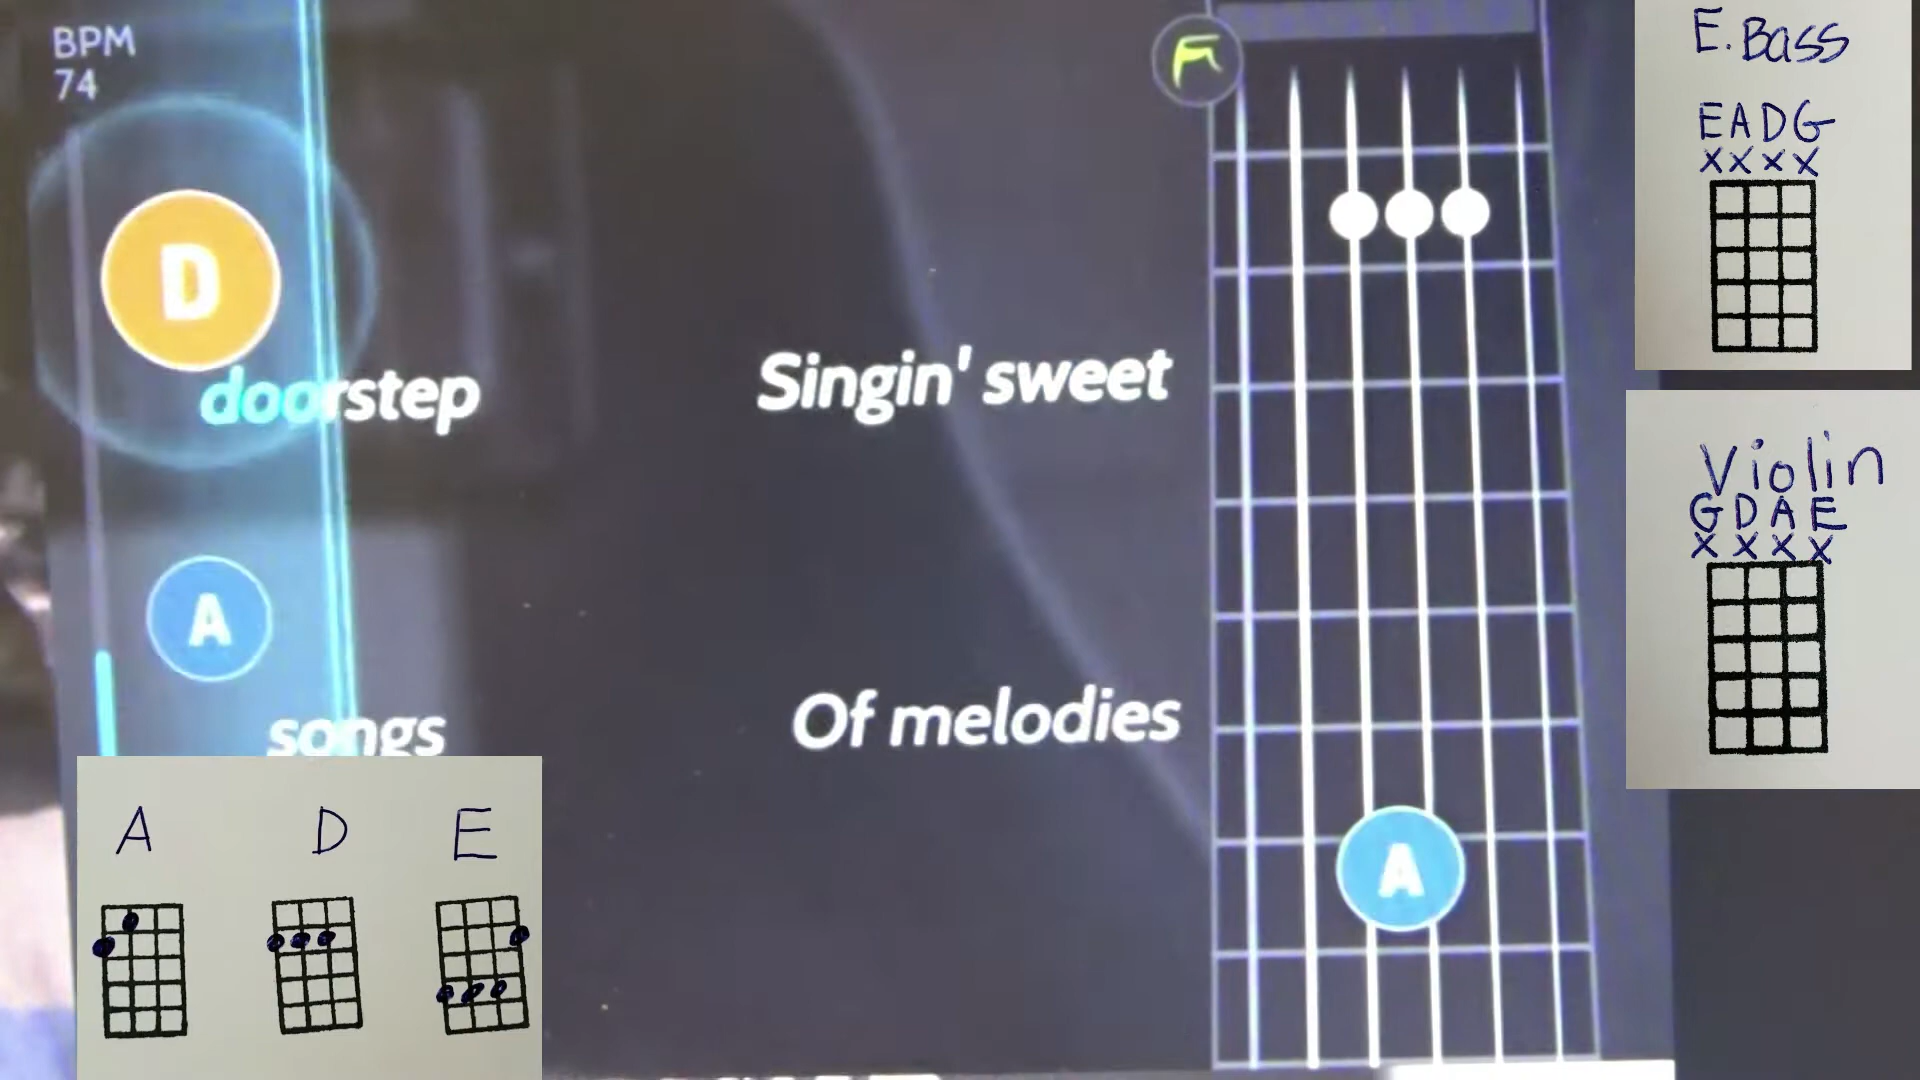 BPM
74
D
doorstep
Singin' sweet
A
songs
Of melodies
A
E. Bass
EADG
XXXX
Violin
GDAE
XXXX
A D E